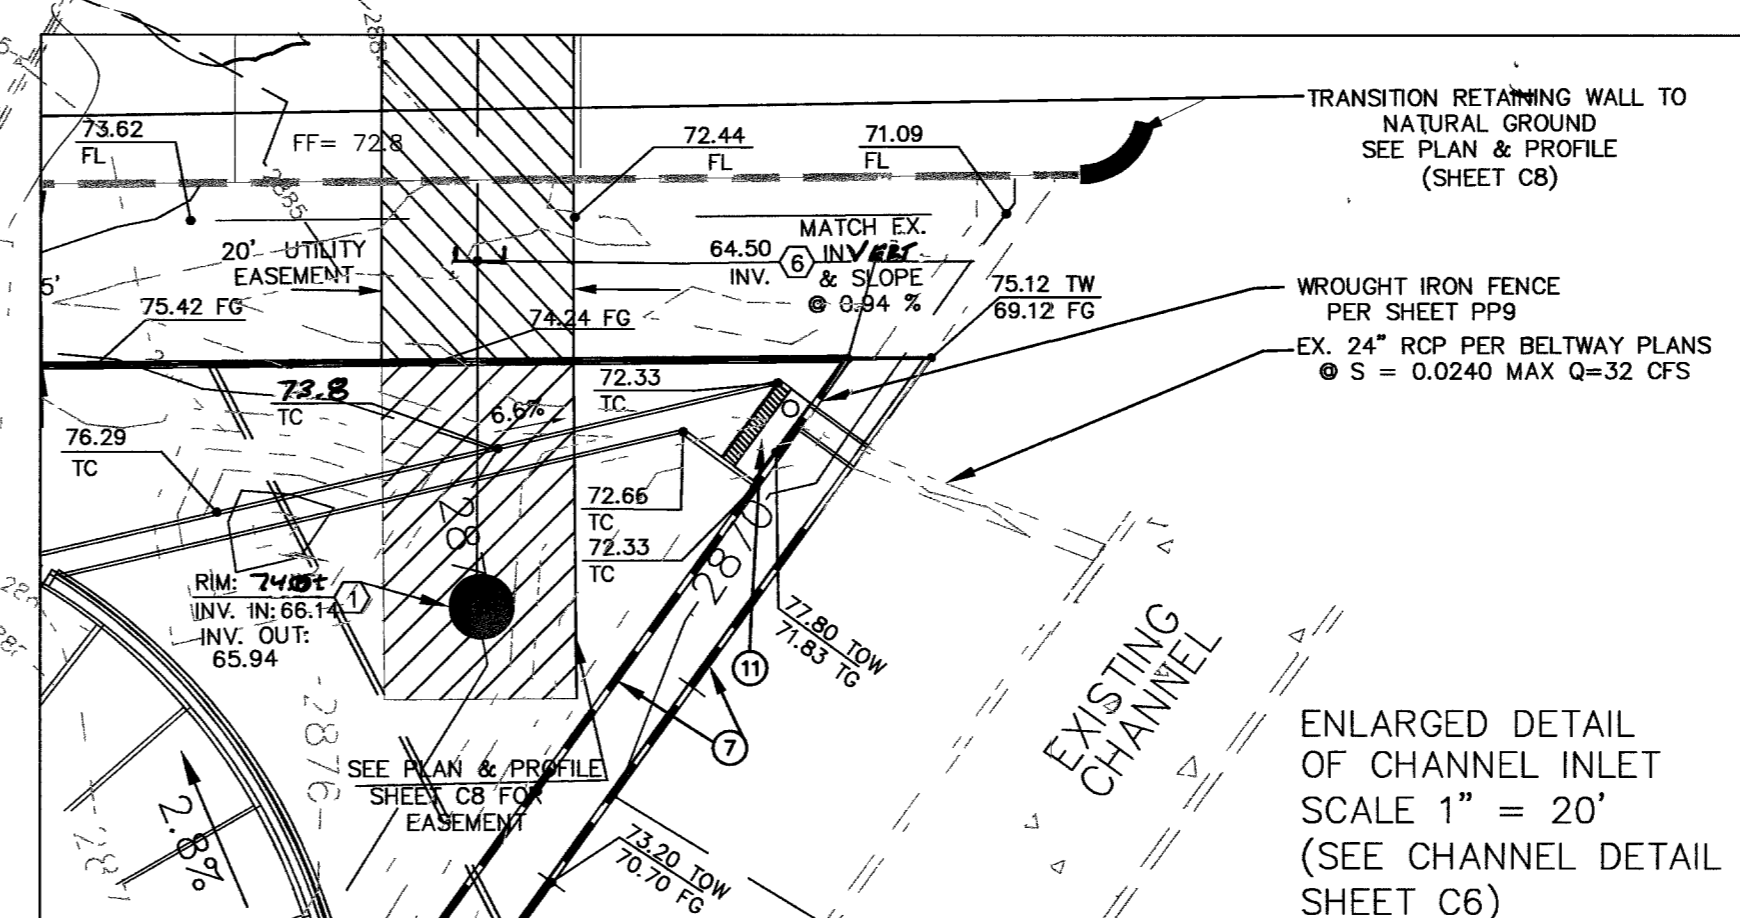 288
TRANSITION RETAINING WALL TO
NATURAL GROUND
SEE PLAN & PROFILE
(SHEET C8)
73.62
FL
FF= 72.8
72.44
FL
71.09
FL
2885
20' UTILITY
EASEMENT
64.50
INV.
6
MATCH EX.
INVERT
& SLOPE
@ 0.94 %
75.12 TW
69.12 FG
WROUGHT IRON FENCE
PER SHEET PP9
EX. 24" RCP PER BELTWAY PLANS
@ S = 0.0240 MAX Q=32 CFS
5'
75.42 FG
74.24 FG
73.8
TC
72.33
TC
6.6%
76.29
TC
72.66
TC
72.33
TC
2870
RIM:
INV. IN: 66.14
INV. OUT:
65.94
1
77.80 TOW
71.83 TG
11
7
EXISTING
CHANNEL
2876
SEE PLAN & PROFILE
SHEET C8 FOR
EASEMENT
2.8%
73.20 TOW
70.70 FG
ENLARGED DETAIL
OF CHANNEL INLET
SCALE 1" = 20'
(SEE CHANNEL DETAIL
SHEET C6)